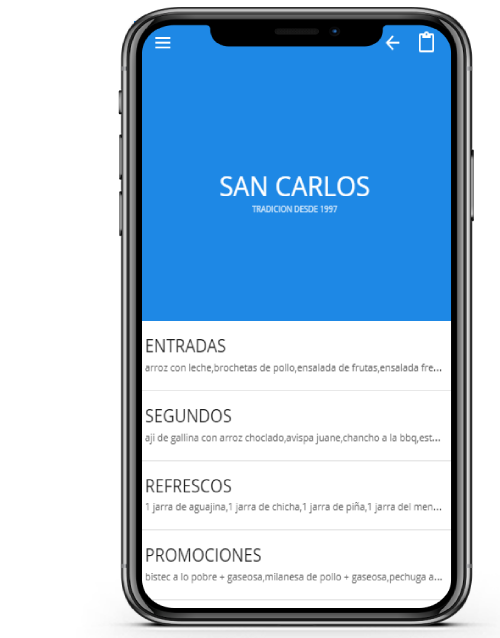 SAN CARLOS
TRADICION DESDE 1997
ENTRADAS
arroz con leche,brochetas de pollo,ensalada de frutas,ensalada fre...
SEGUNDOS
aji de gallina con arroz choclado,avispa juane,chancho a la bbq,est...
REFRESCOS
1 jarra de aguajina,1 jarra de chicha,1 jarra de piña,1 jarra del men...
PROMOCIONES
bistec a lo pobre + gaseosa,milanesa de pollo + gaseosa,pechuga a...